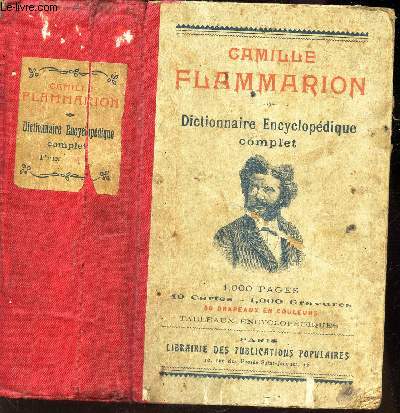 Le-livre.com
CAMILLE
FLAMMARION
Dictionnaire Encyclopédique
complet
CAMILLE
FLAMMARION
Dictionnaire Encyclopédique
complet
1,000 PAGES
10 Cartes - 1,000 Gravures
DRAPEAUX EN COULEURS
TABLEAUX ENCYCLOPÉDIQUES
PARIS
LIBRAIRIE DES PUBLICATIONS POPULAIRES